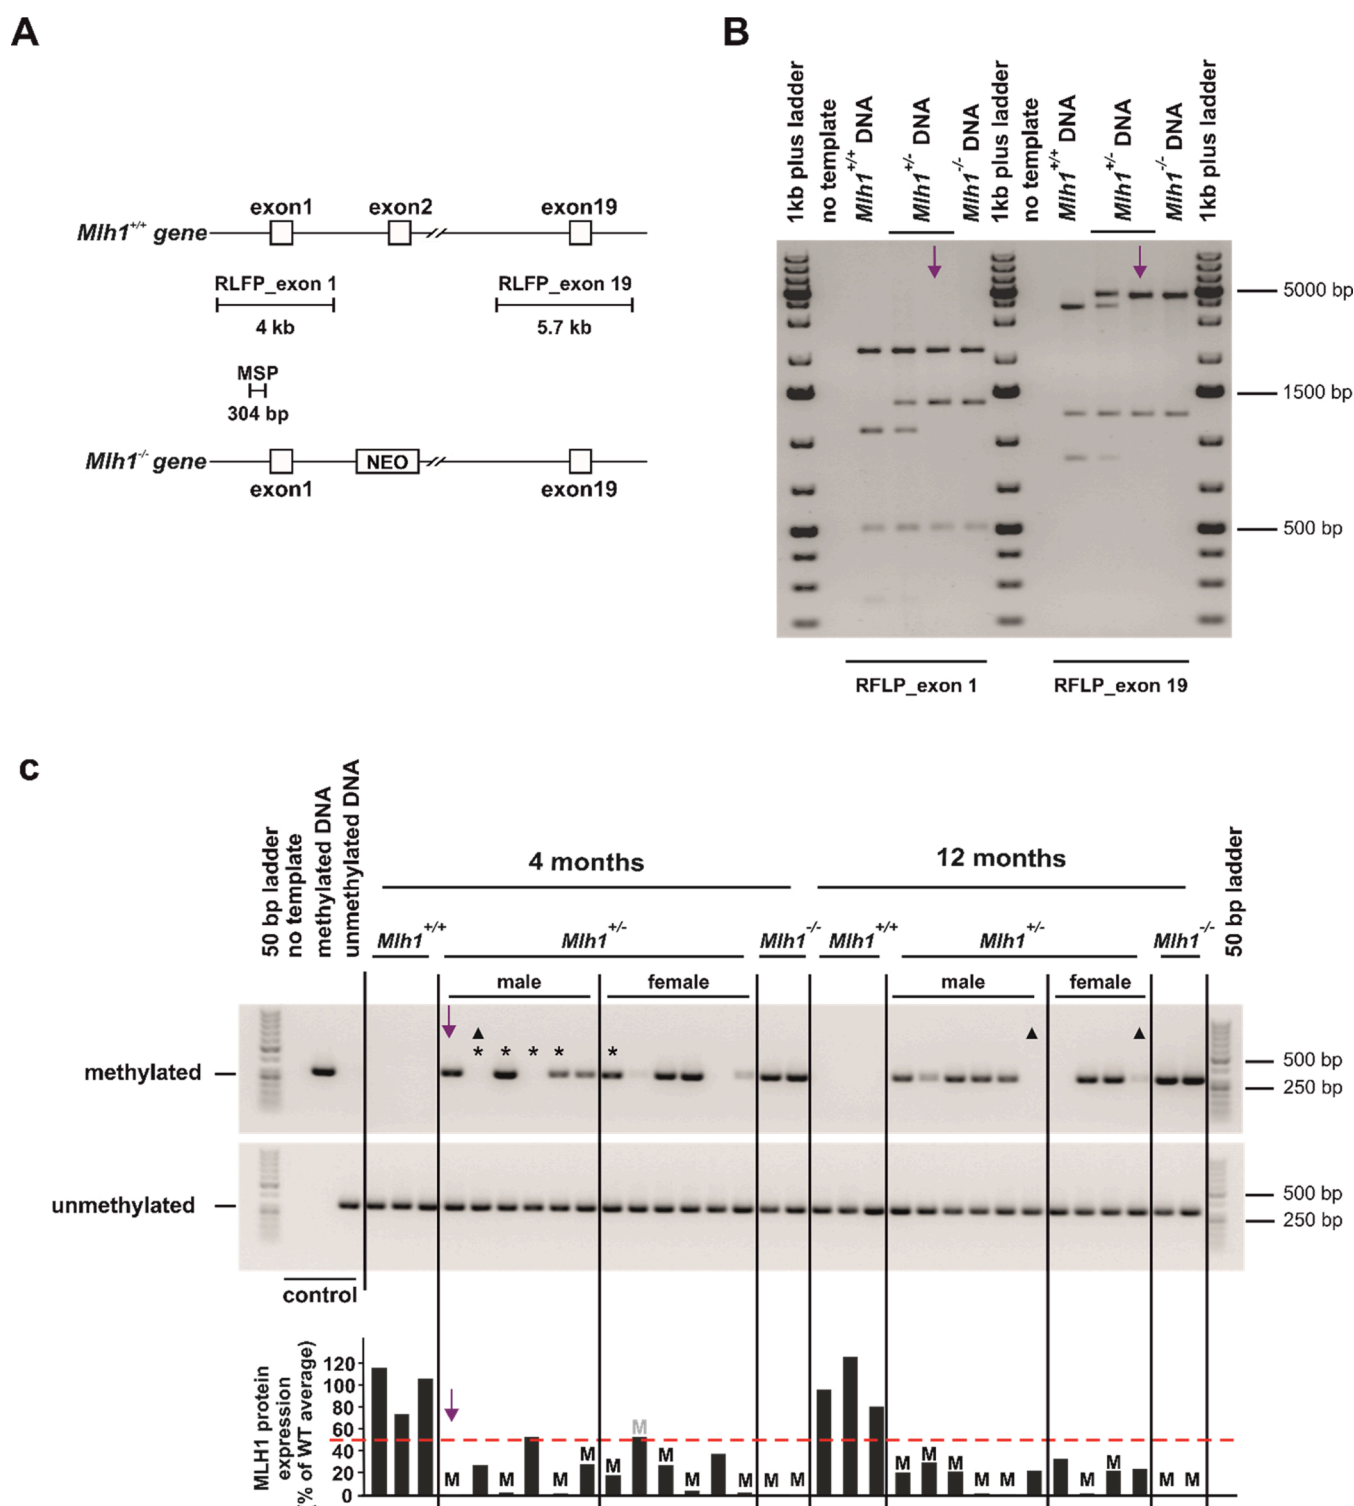 A
exon1 exon2 exon19
Mlh1+/+ gene
RLFP_exon 1 RLFP_exon 19
4 kb 5.7 kb
MSP
304 bp
Mlh1-/- gene
NEO
exon1 exon19
B
1kb plus ladder
no template
Mlh1+/+ DNA
Mlh1+/- DNA
Mlh1-/- DNA
1kb plus ladder
no template
Mlh1+/+ DNA
Mlh1+/- DNA
Mlh1-/- DNA
1kb plus ladder
5000 bp
1500 bp
500 bp
RFLP_exon 1 RFLP_exon 19
c
50 bp ladder
no template
methylated DNA
unmethylated DNA
4 months 12 months
Mlh1+/+ Mlh1+/- Mlh1-/- Mlh1+/+ Mlh1+/- Mlh1-/-
50 bp ladder
male female male female
* * * * *
methylated
500 bp
250 bp
unmethylated
500 bp
250 bp
control
MLH1 protein
expression
(% of WT average)
120
100
80
60
40
20
0
M M M M M M M M M M M M M M M M M M M M